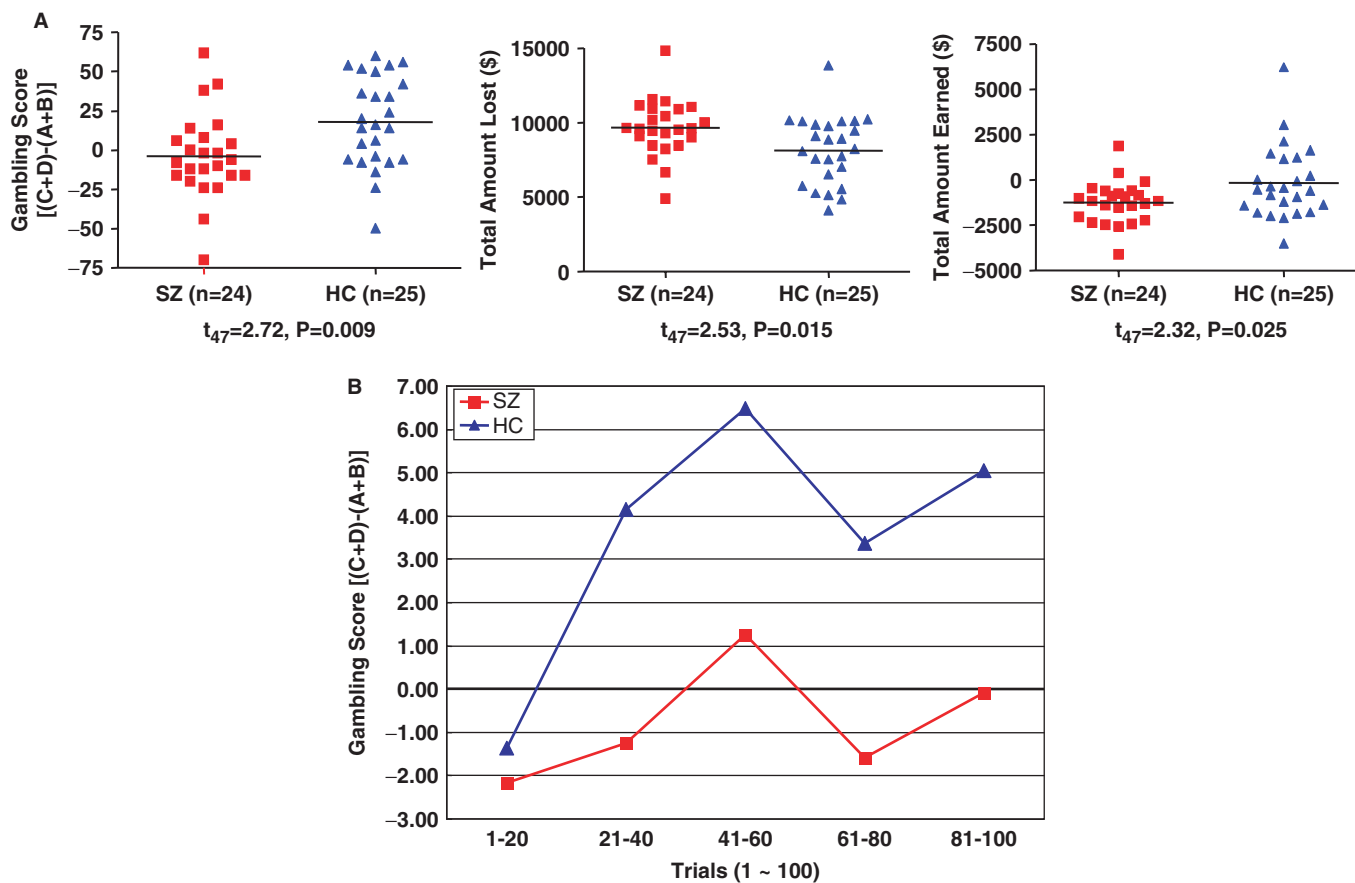 A
Gambling Score
[(C+D)-(A+B)]
75
50
25
0
−25
−50
−75
SZ (n=24)
HC (n=25)
t47=2.72, P=0.009
Total Amount Lost ($)
15000
10000
5000
0
SZ (n=24)
HC (n=25)
t47=2.53, P=0.015
Total Amount Earned ($)
7500
5000
2500
0
−2500
−5000
SZ (n=24)
HC (n=25)
t47=2.32, P=0.025
B
Gambling Score [(C+D)-(A+B)]
7.00
6.00
5.00
4.00
3.00
2.00
1.00
0.00
−1.00
−2.00
−3.00
SZ
HC
1-20
21-40
41-60
61-80
81-100
Trials (1 ~ 100)